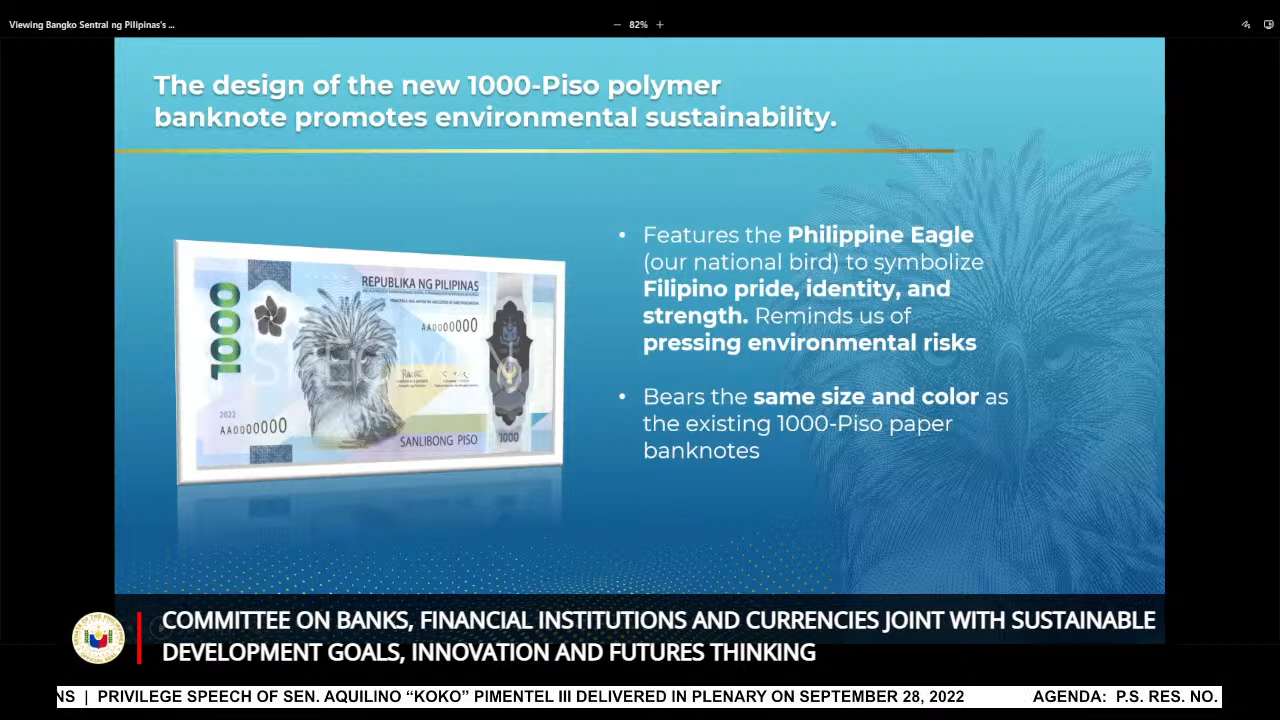 Viewing Bangko Sentral ng Pilipinas's ...
82%
The design of the new 1000-Piso polymer
banknote promotes environmental sustainability.
REPUBLIKA NG PILIPINAS
AA0000000
1000
SPECIMEN
2022
AA0000000
SANLIBONG PISO
1000
• Features the Philippine Eagle
(our national bird) to symbolize
Filipino pride, identity, and
strength. Reminds us of
pressing environmental risks
• Bears the same size and color as
the existing 1000-Piso paper
banknotes
COMMITTEE ON BANKS, FINANCIAL INSTITUTIONS AND CURRENCIES JOINT WITH SUSTAINABLE
DEVELOPMENT GOALS, INNOVATION AND FUTURES THINKING
NS | PRIVILEGE SPEECH OF SEN. AQUILINO “KOKO” PIMENTEL III DELIVERED IN PLENARY ON SEPTEMBER 28, 2022 AGENDA: P.S. RES. NO.